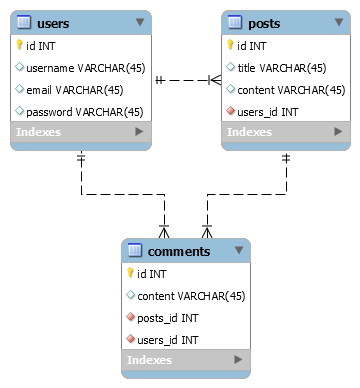 users
id INT
username VARCHAR(45)
email VARCHAR(45)
password VARCHAR(45)
Indexes
posts
id INT
title VARCHAR(45)
content VARCHAR(45)
users_id INT
Indexes
comments
id INT
content VARCHAR(45)
posts_id INT
users_id INT
Indexes